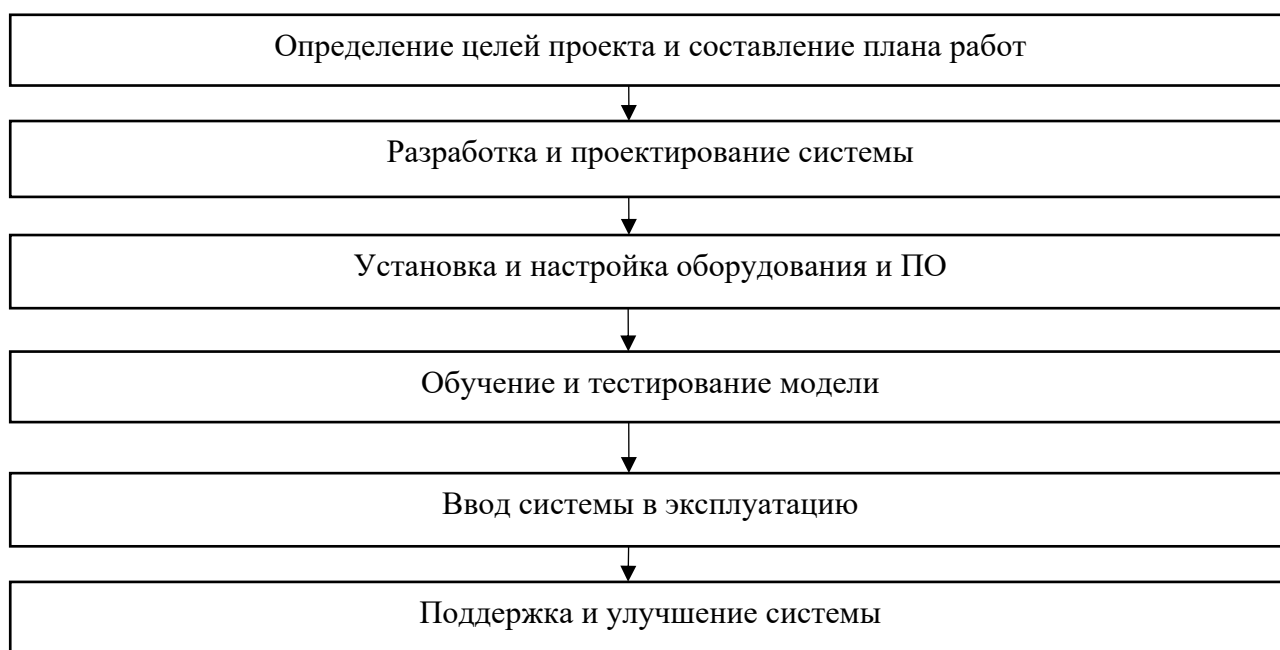 Определение целей проекта и составление плана работ
Разработка и проектирование системы
Установка и настройка оборудования и ПО
Обучение и тестирование модели
Ввод системы в эксплуатацию
Поддержка и улучшение системы